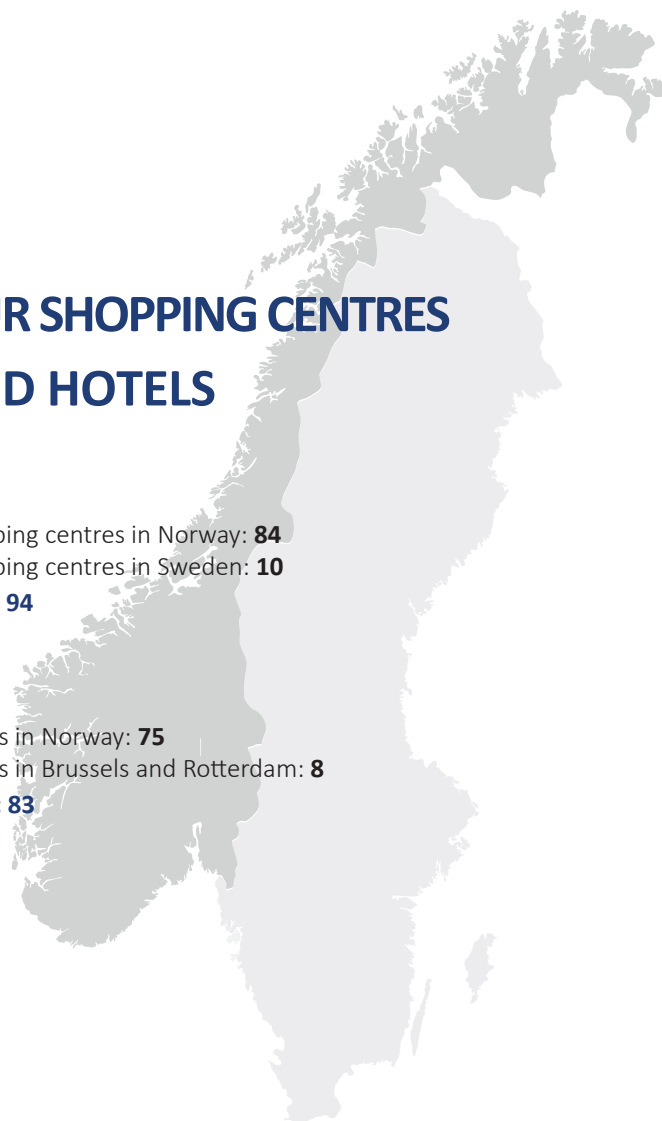 UR SHOPPING CENTRES
D HOTELS
ping centres in Norway: 84
ping centres in Sweden: 10
94
s in Norway: 75
s in Brussels and Rotterdam: 8
: 83